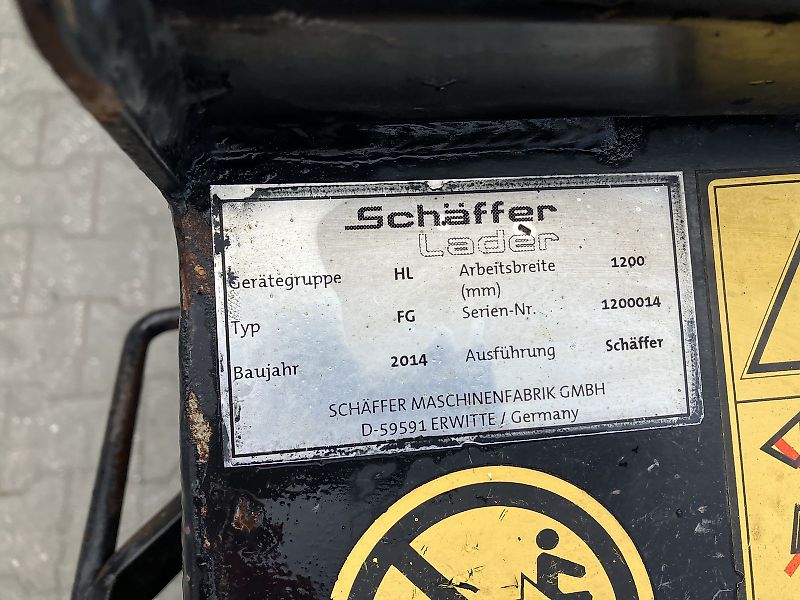 Schäffer
Lader
Gerätegruppe HL Arbeitsbreite 1200
(mm)
Typ FG Serien-Nr. 1200014
Baujahr 2014 Ausführung Schäffer
SCHÄFFER MASCHINENFABRIK GMBH
D-59591 ERWITTE / Germany